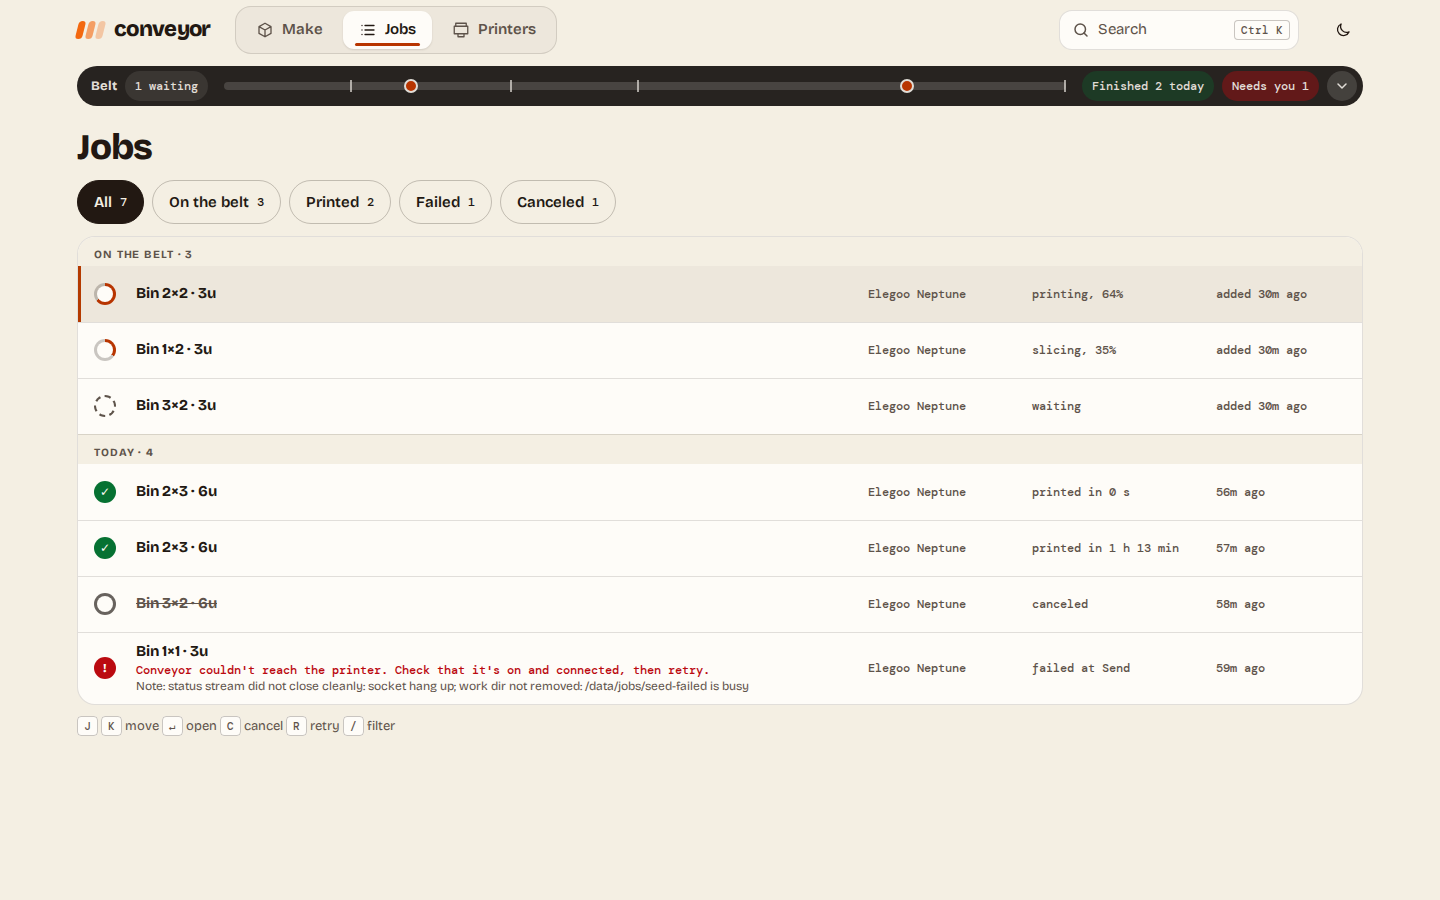 conveyor
Make
Jobs
Printers
Search
Ctrl K
Belt
1 waiting
Finished 2 today
Needs you 1
Jobs
All 7
On the belt 3
Printed 2
Failed 1
Canceled 1
ON THE BELT · 3
Bin 2×2 · 3u Elegoo Neptune printing, 64% added 30m ago
Bin 1×2 · 3u Elegoo Neptune slicing, 35% added 30m ago
Bin 3×2 · 3u Elegoo Neptune waiting added 30m ago
TODAY · 4
✓ Bin 2×3 · 6u Elegoo Neptune printed in 0 s 56m ago
✓ Bin 2×3 · 6u Elegoo Neptune printed in 1 h 13 min 57m ago
Bin 3×2 · 6u Elegoo Neptune canceled 58m ago
Bin 1×1 · 3u
! Conveyor couldn't reach the printer. Check that it's on and connected, then retry. Elegoo Neptune failed at Send 59m ago
Note: status stream did not close cleanly: socket hang up; work dir not removed: /data/jobs/seed-failed is busy
J K move ↵ open C cancel R retry / filter